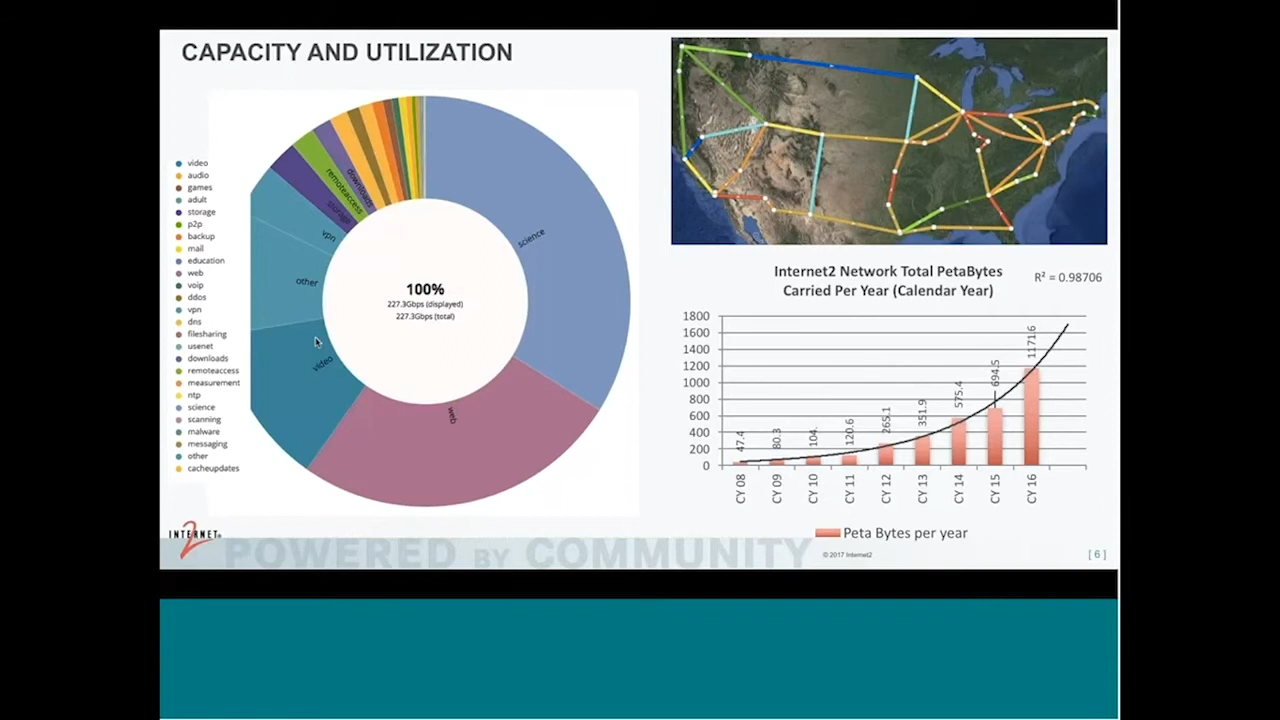 CAPACITY AND UTILIZATION
video
audio
games
adult
storage
p2p
backup
mail
education
web
voip
ddos
vpn
dns
filesharing
usenet
downloads
remoteaccess
measurement
ntp
science
scanning
malware
messaging
other
cacheupdates
downloads
remoteaccess
storage
vpn
other
video
web
science
100%
227.3Gbps (displayed)
227.3Gbps (total)
Internet2 Network Total PetaBytes
Carried Per Year (Calendar Year)
R² = 0.98706
1800
1600
1400
1200
1000
800
600
400
200
0
47.4
80.3
104.
120.6
265.1
351.9
575.4
694.5
1171.6
CY 08
CY 09
CY 10
CY 11
CY 12
CY 13
CY 14
CY 15
CY 16
Peta Bytes per year
INTERNET®
2
POWERED BY COMMUNITY
© 2017 Internet2
[ 6 ]